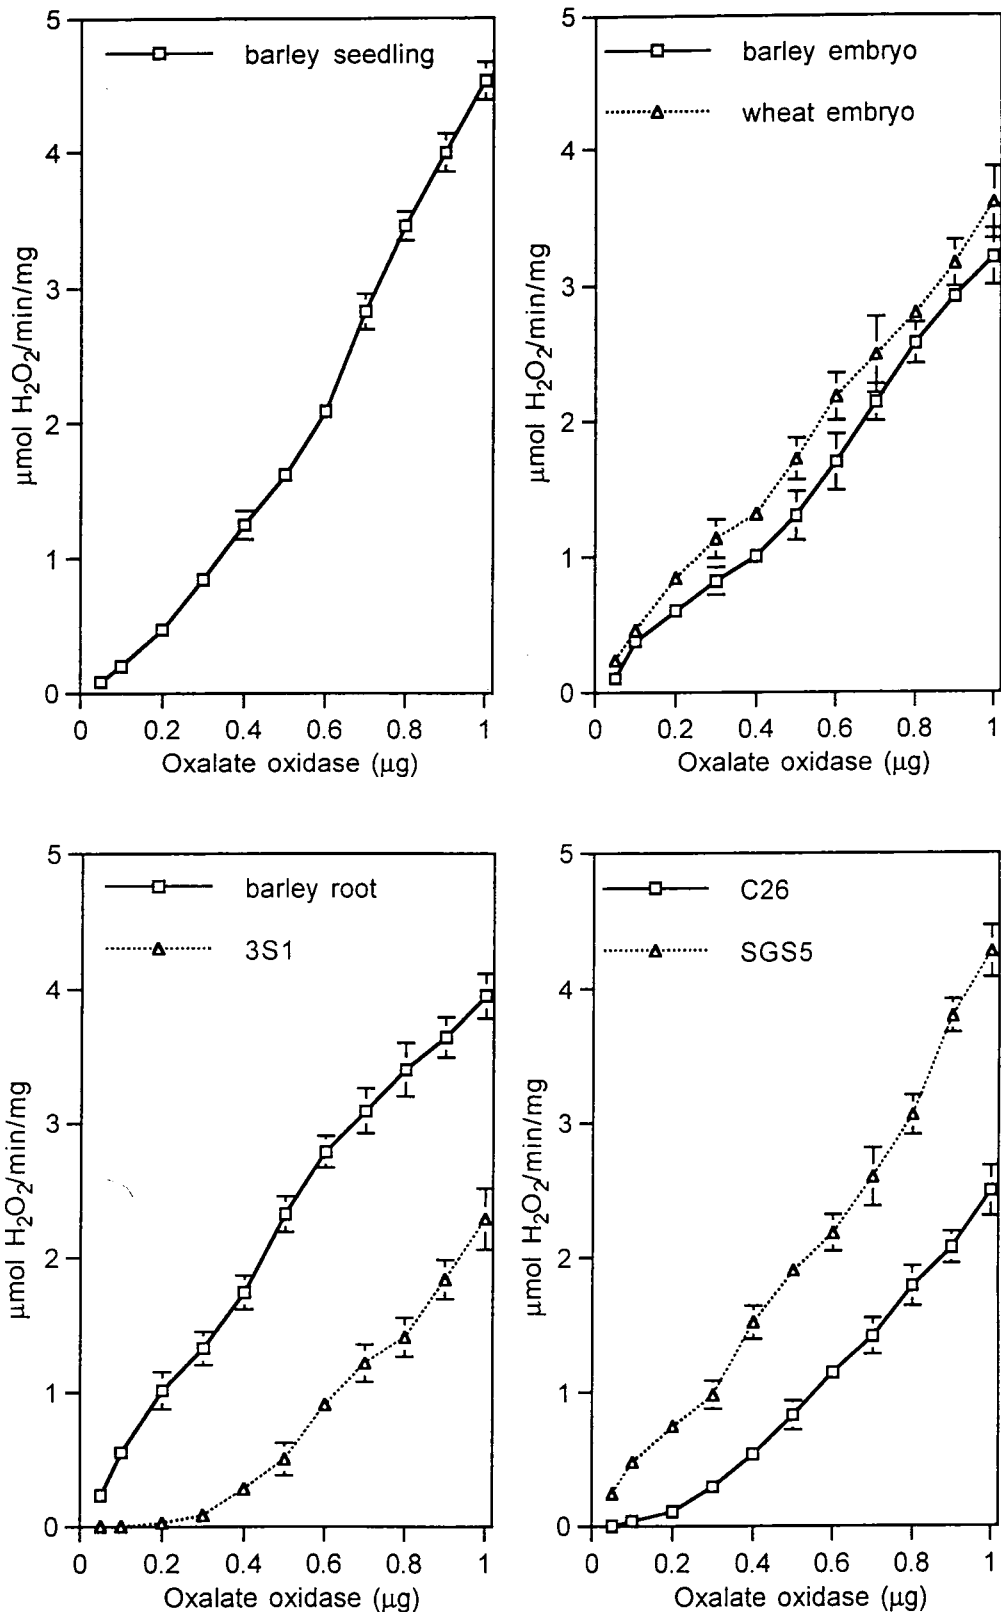 5
4
3
2
1
0
μmol H₂O₂/min/mg
barley seedling
0 0.2 0.4 0.6 0.8 1
Oxalate oxidase (μg)
5
4
3
2
1
0
μmol H₂O₂/min/mg
barley embryo
wheat embryo
0 0.2 0.4 0.6 0.8 1
Oxalate oxidase (μg)
5
4
3
2
1
0
μmol H₂O₂/min/mg
barley root
3S1
0 0.2 0.4 0.6 0.8 1
Oxalate oxidase (μg)
5
4
3
2
1
0
μmol H₂O₂/min/mg
C26
SGS5
0 0.2 0.4 0.6 0.8 1
Oxalate oxidase (μg)